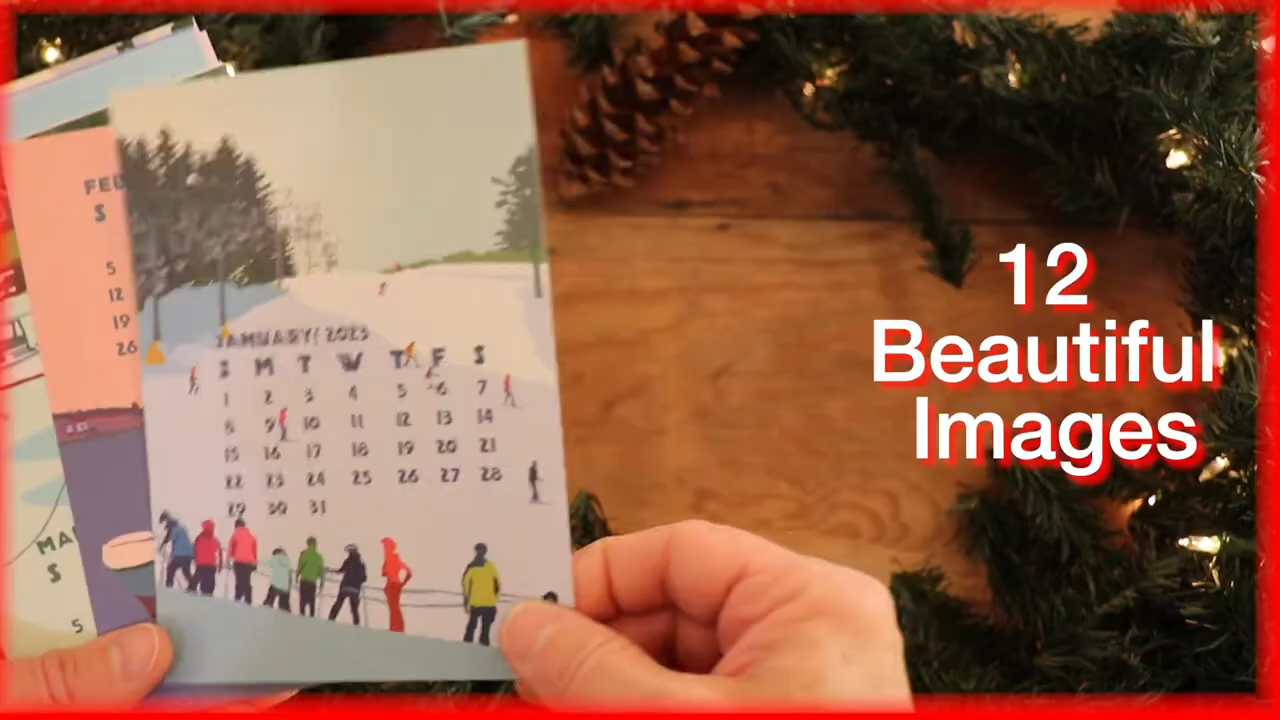 FEB
S
5
12
19
26
MA
S
5
JANUARY 2023
S M T W T F S
1 2 3 4 5 6 7
8 9 10 11 12 13 14
15 16 17 18 19 20 21
22 23 24 25 26 27 28
29 30 31
12
Beautiful
Images